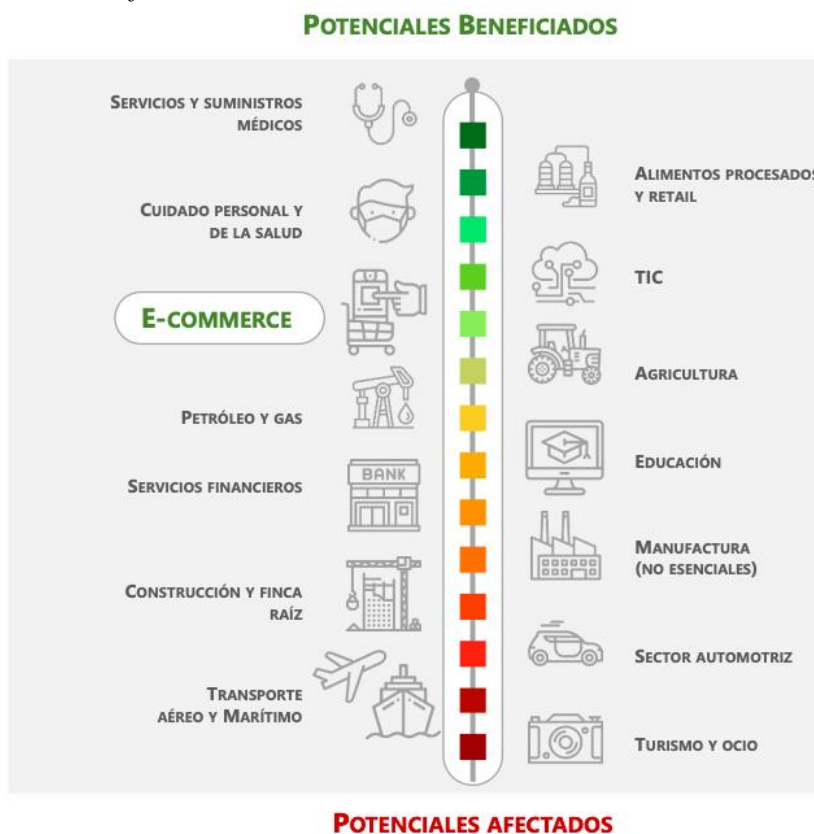 POTENCIALES BENEFICIADOS
SERVICIOS Y SUMINISTROS
MÉDICOS
ALIMENTOS PROCESADOS
Y RETAIL
CUIDADO PERSONAL Y
DE LA SALUD
TIC
E-COMMERCE
AGRICULTURA
PETRÓLEO Y GAS
EDUCACIÓN
BANK
SERVICIOS FINANCIEROS
MANUFACTURA
(NO ESENCIALES)
CONSTRUCCIÓN Y FINCA
RAÍZ
SECTOR AUTOMOTRIZ
TRANSPORTE
AÉREO Y MARÍTIMO
TURISMO Y OCIO
POTENCIALES AFECTADOS